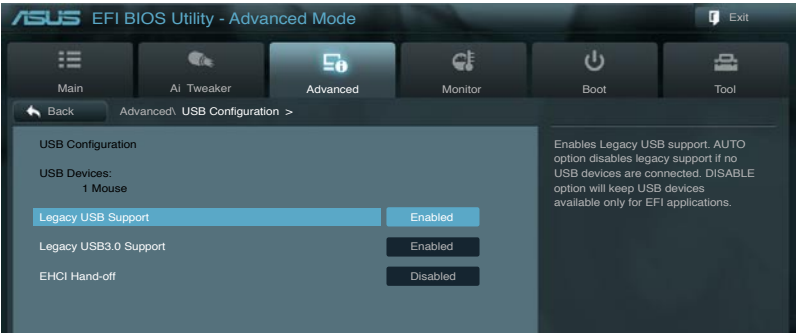 ASUS EFI BIOS Utility - Advanced Mode
Exit
Main
Ai Tweaker
Advanced
Monitor
Boot
Tool
Back
Advanced\ USB Configuration >
USB Configuration
USB Devices:
1 Mouse
Legacy USB Support Enabled
Legacy USB3.0 Support Enabled
EHCI Hand-off Disabled
Enables Legacy USB support. AUTO
option disables legacy support if no
USB devices are connected. DISABLE
option will keep USB devices
available only for EFI applications.